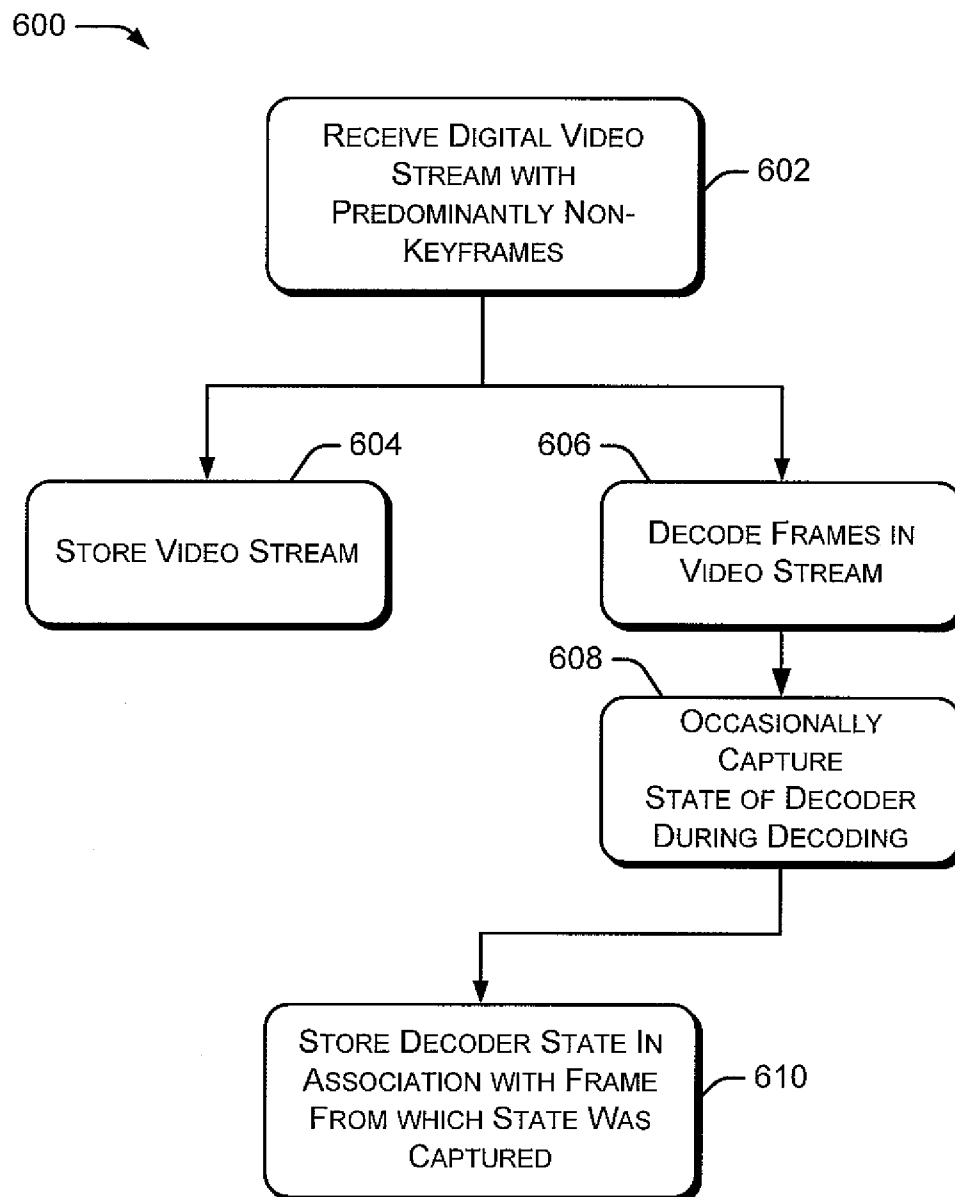 600
RECEIVE DIGITAL VIDEO
STREAM WITH
PREDOMINANTLY NON-
KEYFRAMES
602
604
STORE VIDEO STREAM
606
DECODE FRAMES IN
VIDEO STREAM
608
OCCASIONALLY
CAPTURE
STATE OF DECODER
DURING DECODING
STORE DECODER STATE IN
ASSOCIATION WITH FRAME
FROM WHICH STATE WAS
CAPTURED
610